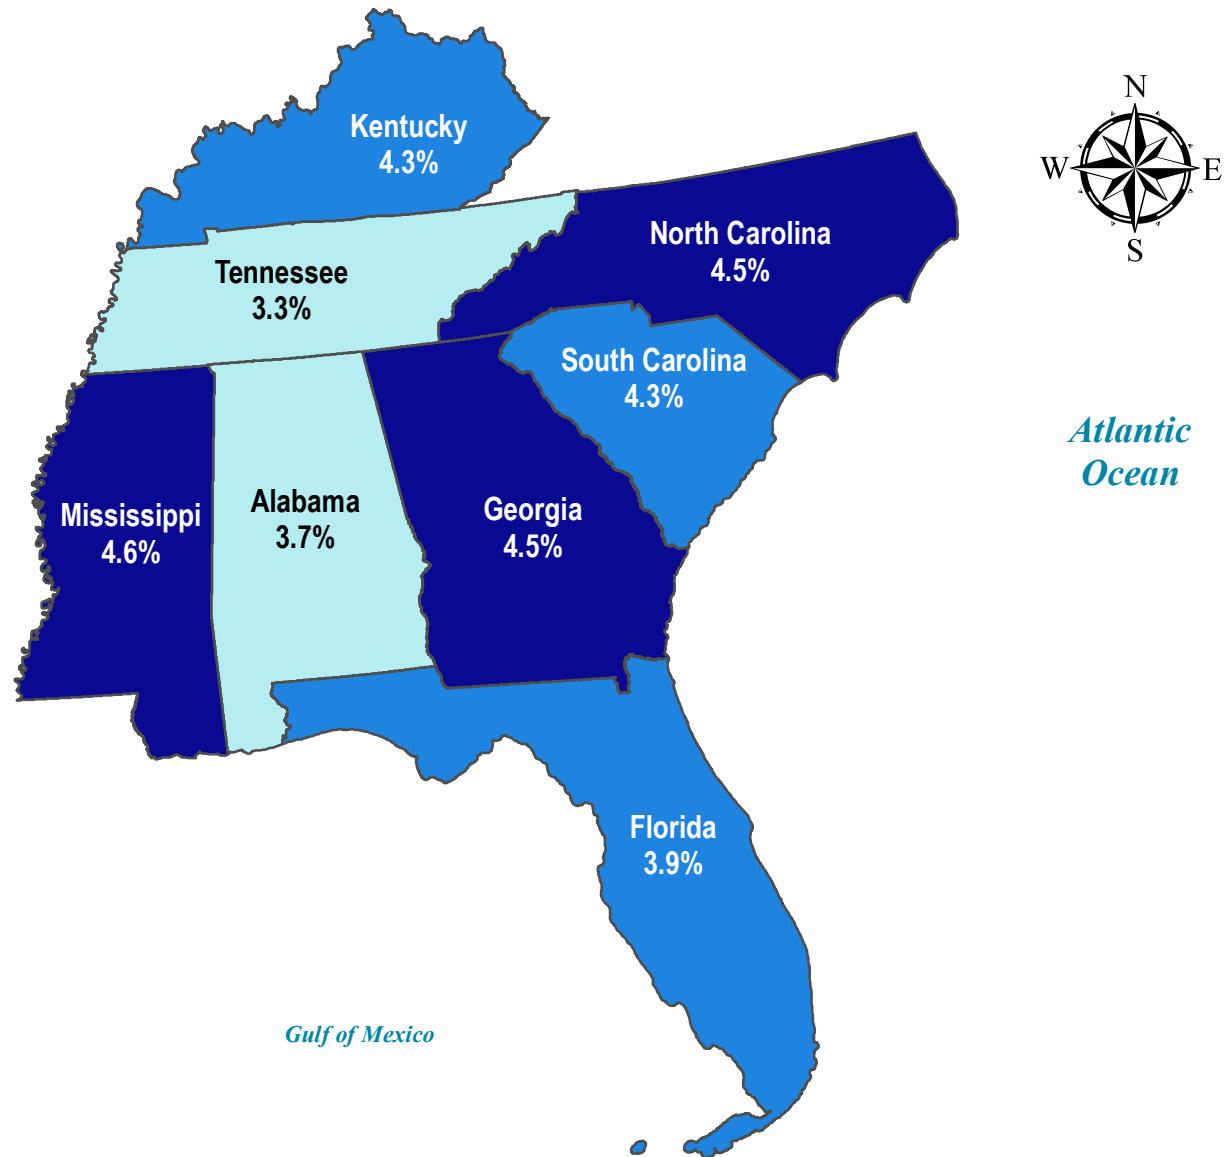 N
W
E
S
Kentucky
4.3%
North Carolina
4.5%
Tennessee
3.3%
South Carolina
4.3%
Atlantic
Ocean
Mississippi
4.6%
Alabama
3.7%
Georgia
4.5%
Florida
3.9%
Gulf of Mexico